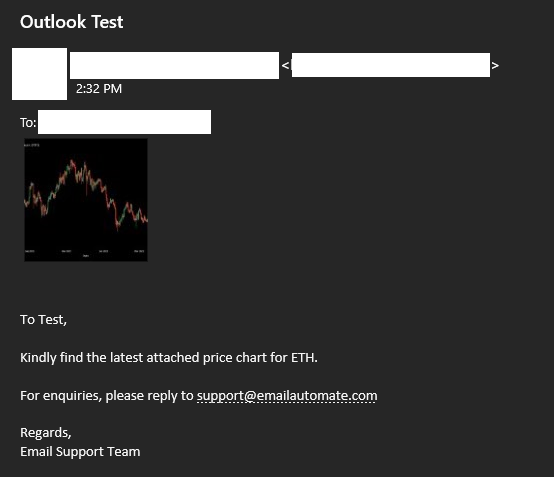 Outlook Test
<
>
2:32 PM
To:
To Test,
Kindly find the latest attached price chart for ETH.
For enquiries, please reply to support@emailautomate.com
Regards,
Email Support Team